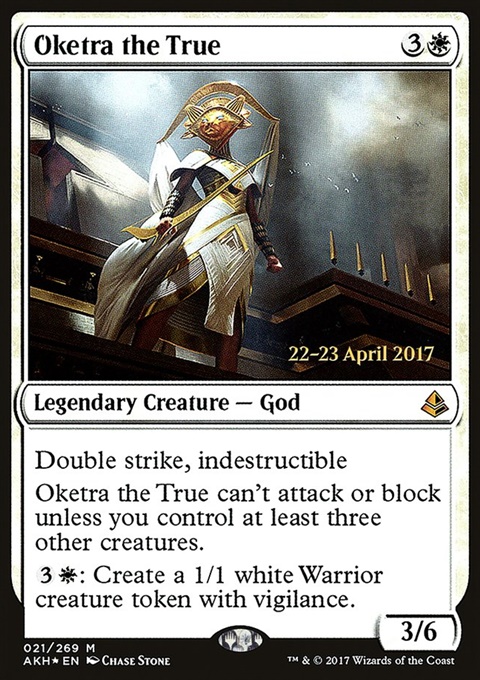 Oketra the True 3
22–23 April 2017
Legendary Creature — God
Double strike, indestructible
Oketra the True can't attack or block
unless you control at least three
other creatures.
3 : Create a 1/1 white Warrior
creature token with vigilance.
3/6
021/269 M
AKH★EN Chase Stone
™ & © 2017 Wizards of the Coast